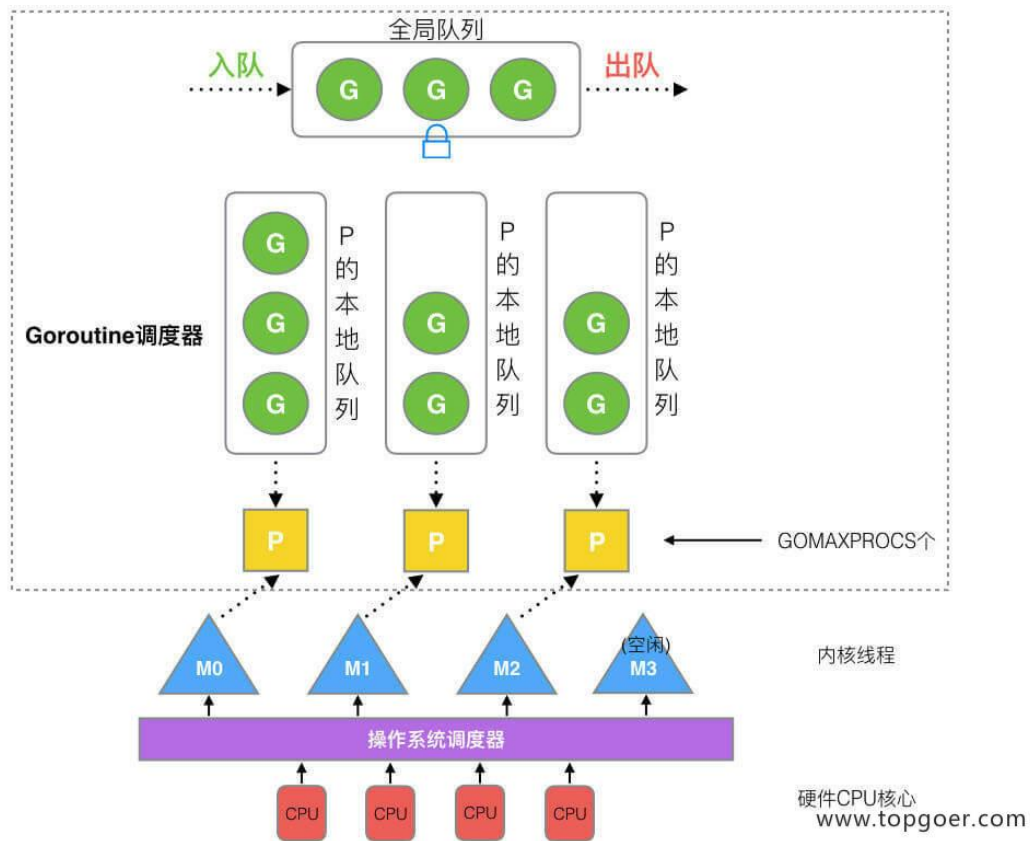 全局队列
入队
G
G
G
出队
G
G
G
P的本地队列
G
G
P的本地队列
G
G
P的本地队列
Goroutine调度器
P
P
P
GOMAXPROCS个
M0
M1
M2
(空闲)
M3
内核线程
操作系统调度器
CPU
CPU
CPU
CPU
硬件CPU核心
www.topgoer.com